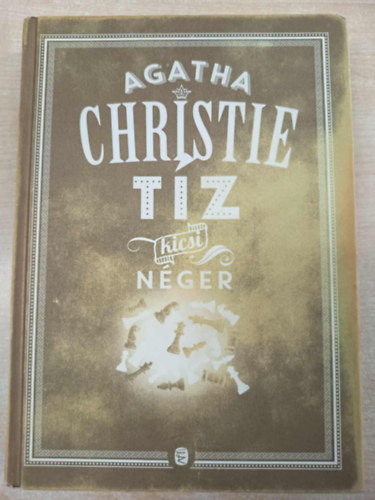 AGATHA
CHRISTIE
TÍZ
kicsi
NÉGER